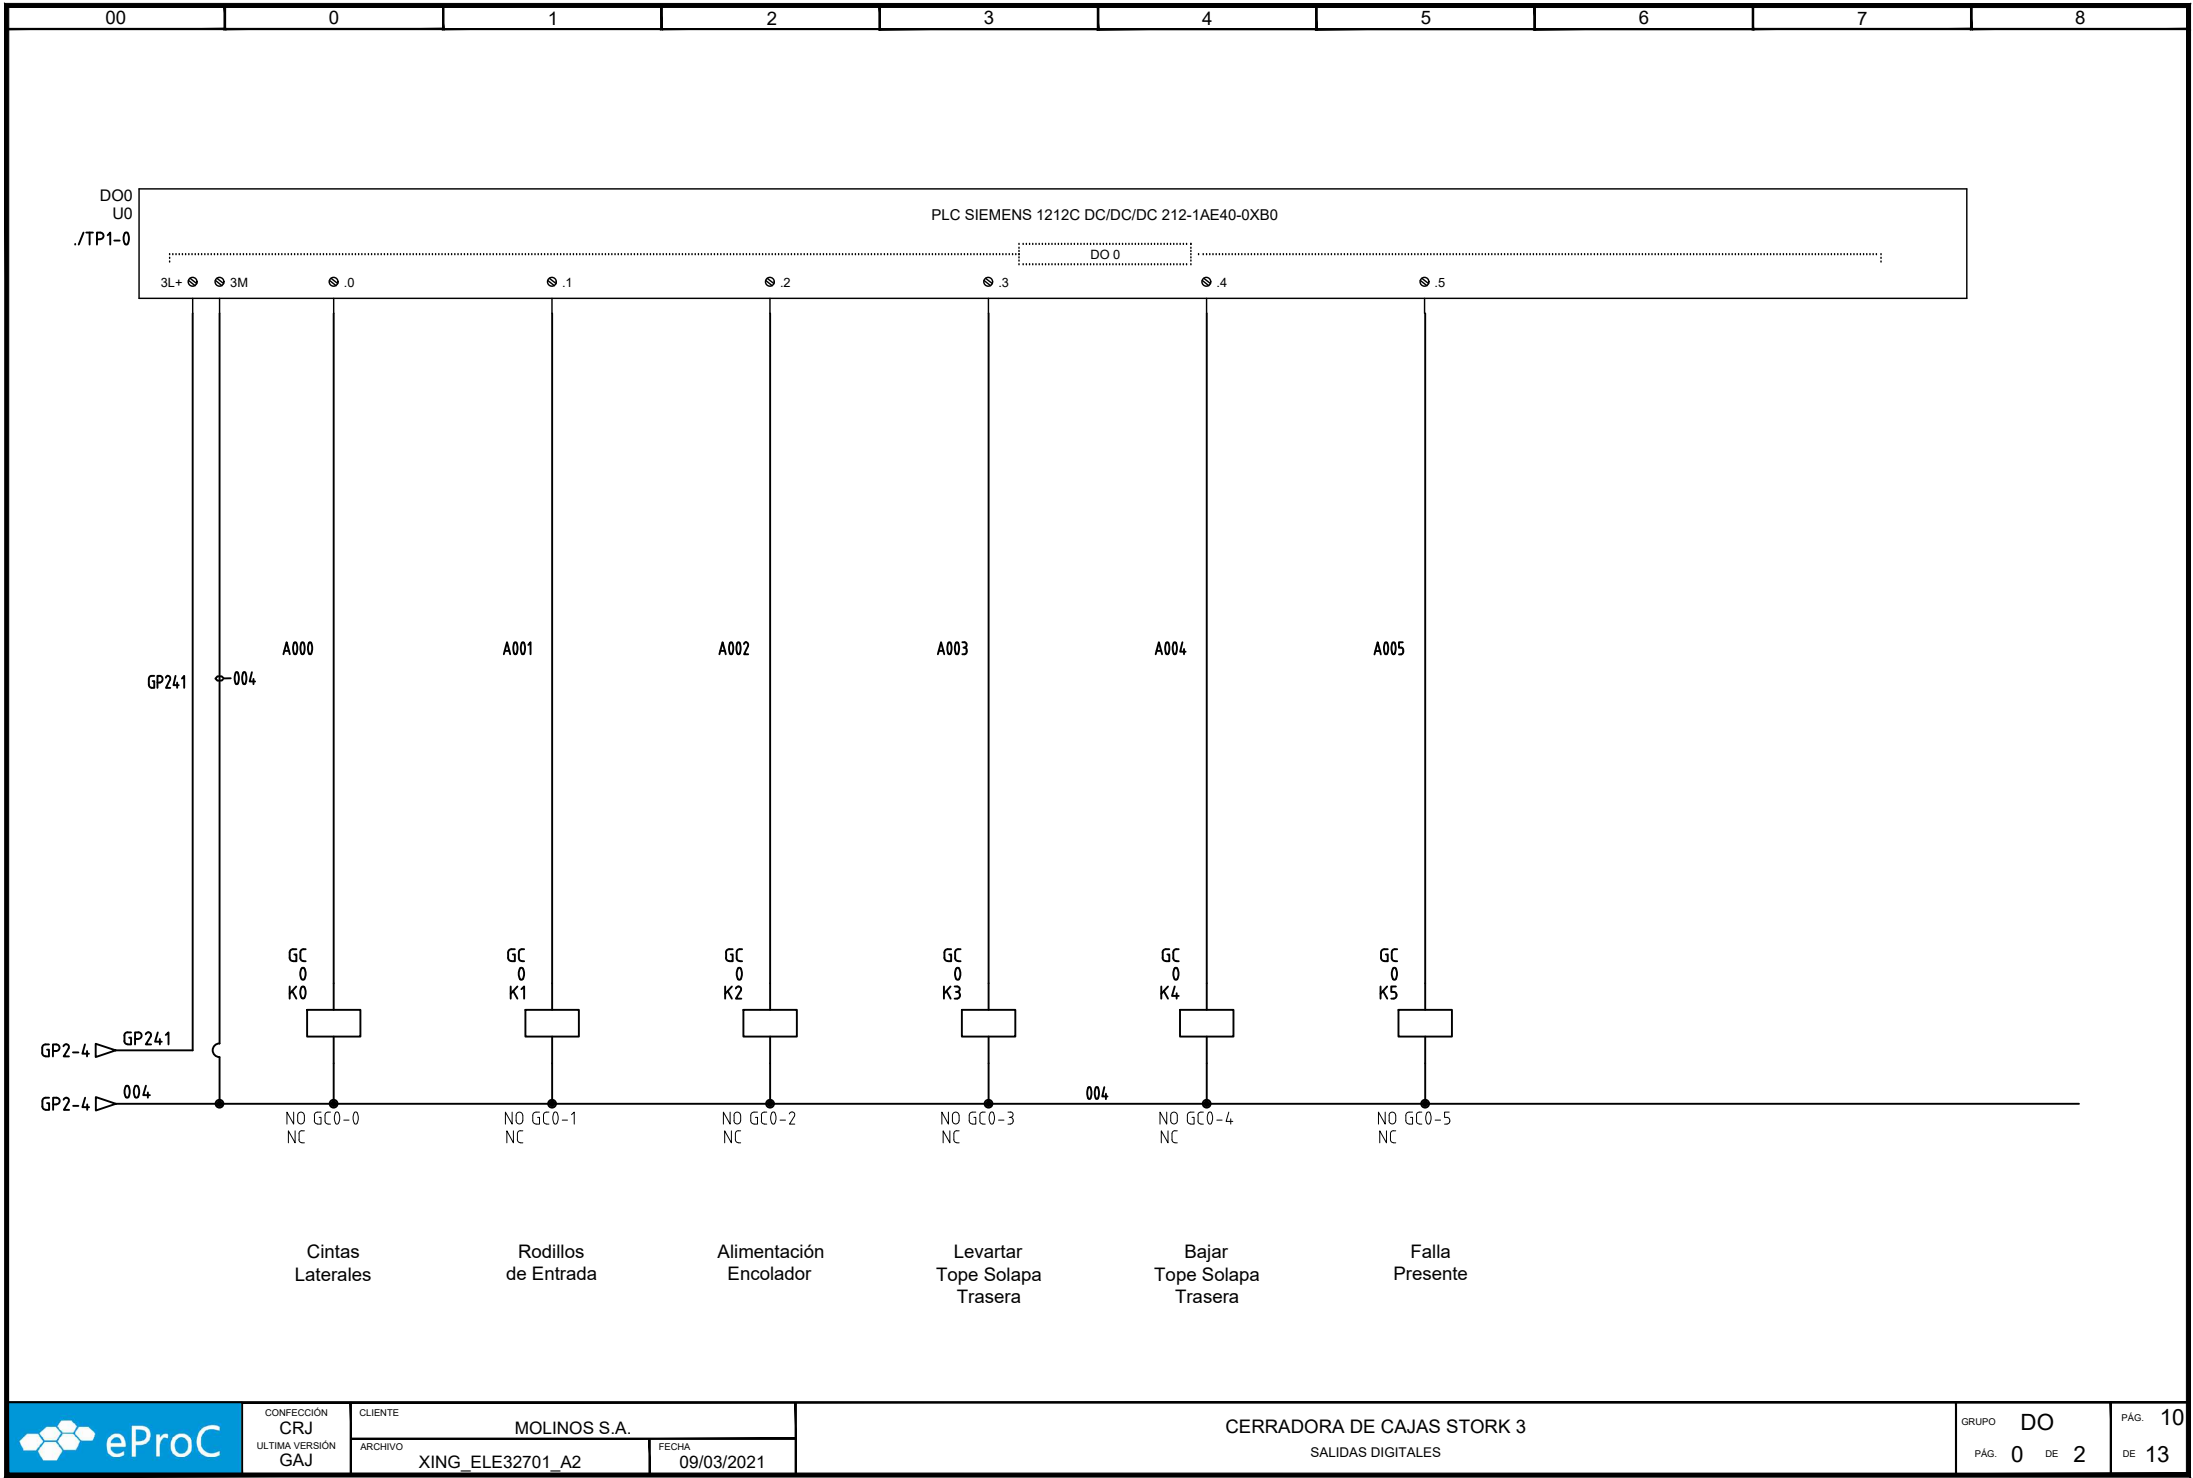 00 0 1 2 3 4 5 6 7 8
DO0
U0
./TP1-0
PLC SIEMENS 1212C DC/DC/DC 212-1AE40-0XB0
DO 0
3L+ 3M .0 .1 .2 .3 .4 .5
A000 A001 A002 A003 A004 A005
GP241 004
GC GC GC GC GC GC
0 0 0 0 0 0
K0 K1 K2 K3 K4 K5
GP2-4 GP241
GP2-4 004 004
NO GC0-0 NO GC0-1 NO GC0-2 NO GC0-3 NO GC0-4 NO GC0-5
NC NC NC NC NC NC
Cintas
Laterales
Rodillos
de Entrada
Alimentación
Encolador
Levartar
Tope Solapa
Trasera
Bajar
Tope Solapa
Trasera
Falla
Presente
eProC
CONFECCIÓN
CRJ
ULTIMA VERSIÓN
GAJ
CLIENTE
MOLINOS S.A.
ARCHIVO
XING_ELE32701_A2
FECHA
09/03/2021
CERRADORA DE CAJAS STORK 3
SALIDAS DIGITALES
GRUPO DO
PÁG. 0 DE 2
PÁG. 10
DE 13